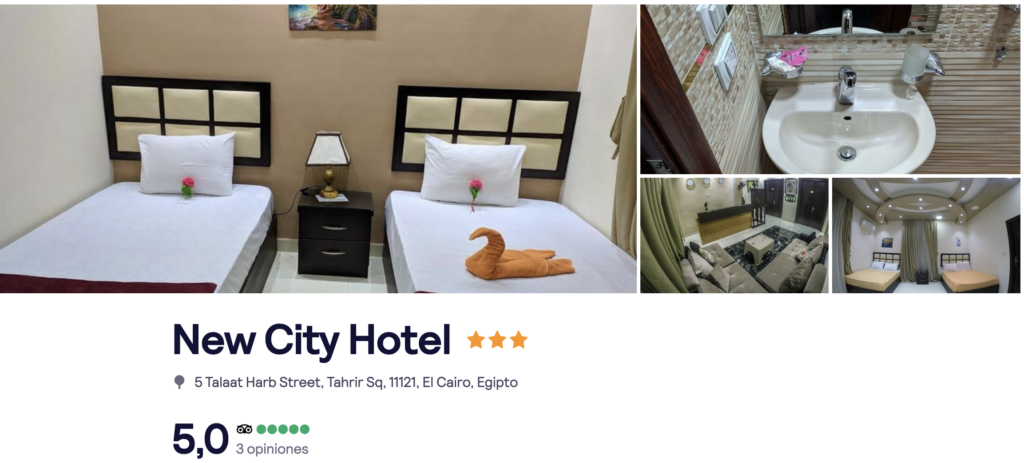 New City Hotel
5 Talaat Harb Street, Tahrir Sq, 11121, El Cairo, Egipto
5,0
3 opiniones